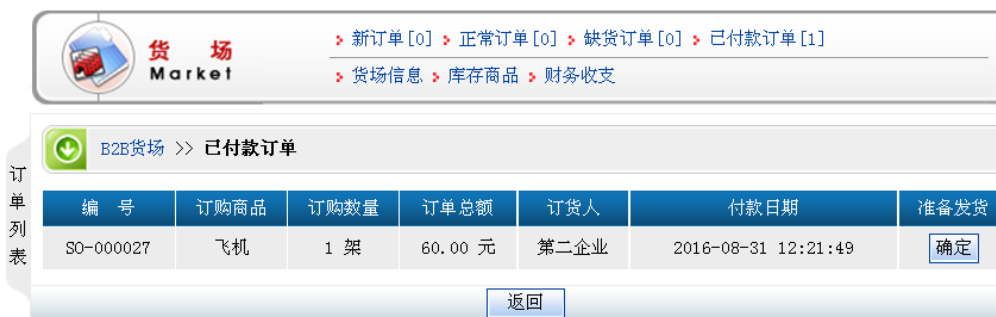 货 场
Market
新订单[0] 正常订单[0] 缺货订单[0] 已付款订单[1]
货场信息 库存商品 财务收支
B2B货场 >> 已付款订单
订单列表
编 号 订购商品 订购数量 订单总额 订货人 付款日期 准备发货
SO-000027 飞机 1 架 60.00 元 第二企业 2016-08-31 12:21:49 确定
返回